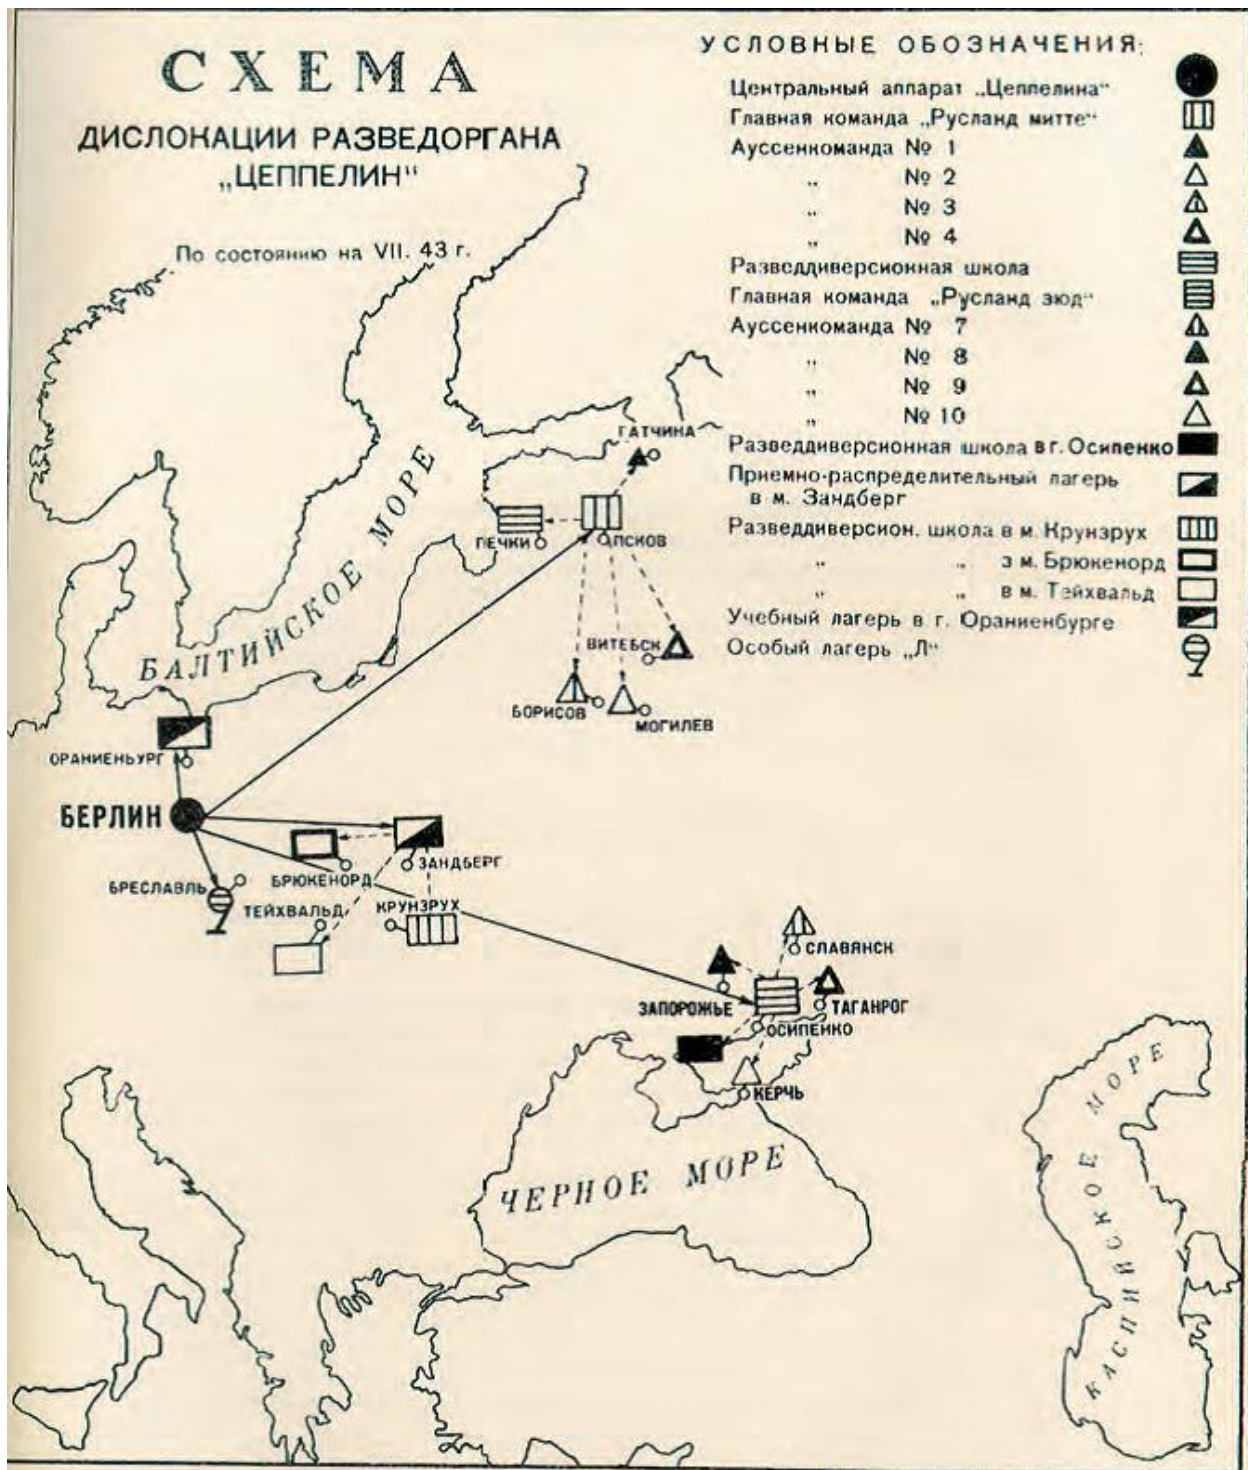 СХЕМА
ДИСЛОКАЦИИ РАЗВЕДОРГАНА
„ЦЕППЕЛИН“
По состоянию на VII. 43 г.
УСЛОВНЫЕ ОБОЗНАЧЕНИЯ:
Центральный аппарат „Цеппелина“
Главная команда „Русланд митте“
Ауссенкоманда № 1
„ № 2
„ № 3
„ № 4
Разведдиверсионная школа
Главная команда „Русланд зюд“
Ауссенкоманда № 7
„ № 8
„ № 9
„ № 10
Разведдиверсионная школа в г. Осипенко
Приемно-распределительный лагерь
в м. Зандберг
Разведдиверсион. школа в м. Крунзрух
„ „ з м. Брюкенорд
„ „ в м. Тейхвальд
Учебный лагерь в г. Ораниенбурге
Особый лагерь „Л“
ГАТЧИНА
ПЕЧКИ
ПСКОВ
БАЛТИЙСКОЕ МОРЕ
ВИТЕБСК
БОРИСОВ
МОГИЛЕВ
ОРАНИЕНБУРГ
БЕРЛИН
ЗАНДБЕРГ
БРЮКЕНОРД
БРЕСЛАВЛЬ
ТЕЙХВАЛЬД
КРУНЗРУХ
СЛАВЯНСК
ЗАПОРОЖЬЕ
ТАГАНРОГ
ОСИПЕНКО
КЕРЧЬ
ЧЕРНОЕ МОРЕ
КАСПИЙСКОЕ МОРЕ